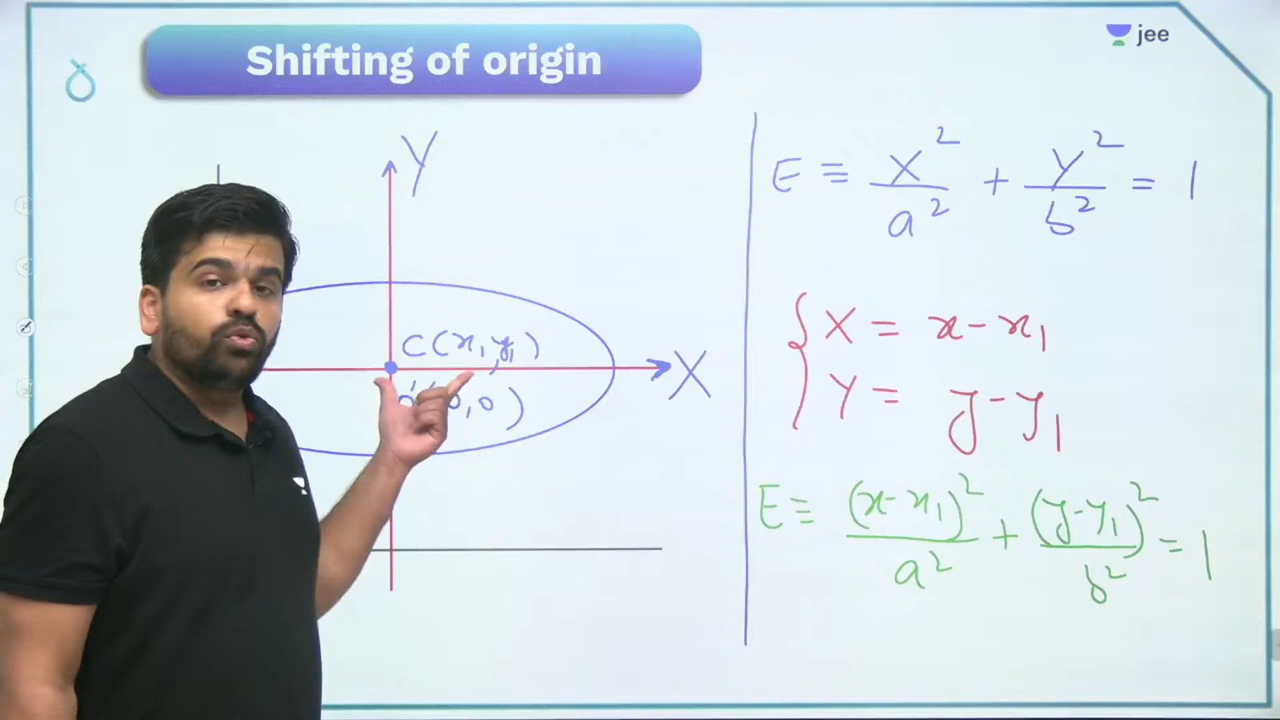 Shifting of origin
jee
Y
C(x₁,y₁)
X
E ≡ X²/a² + Y²/b² = 1
{ X = x-x₁
Y = y-y₁
E ≡ (x-x₁)²/a² + (y-y₁)²/b² = 1